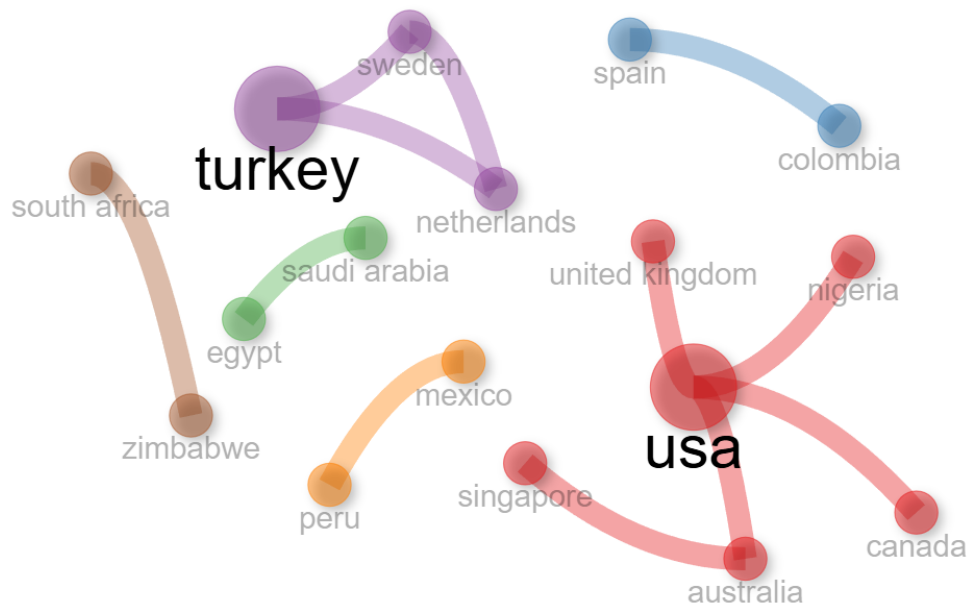 sweden
spain
turkey
colombia
south africa
netherlands
saudi arabia
united kingdom
nigeria
egypt
mexico
usa
zimbabwe
singapore
peru
canada
australia